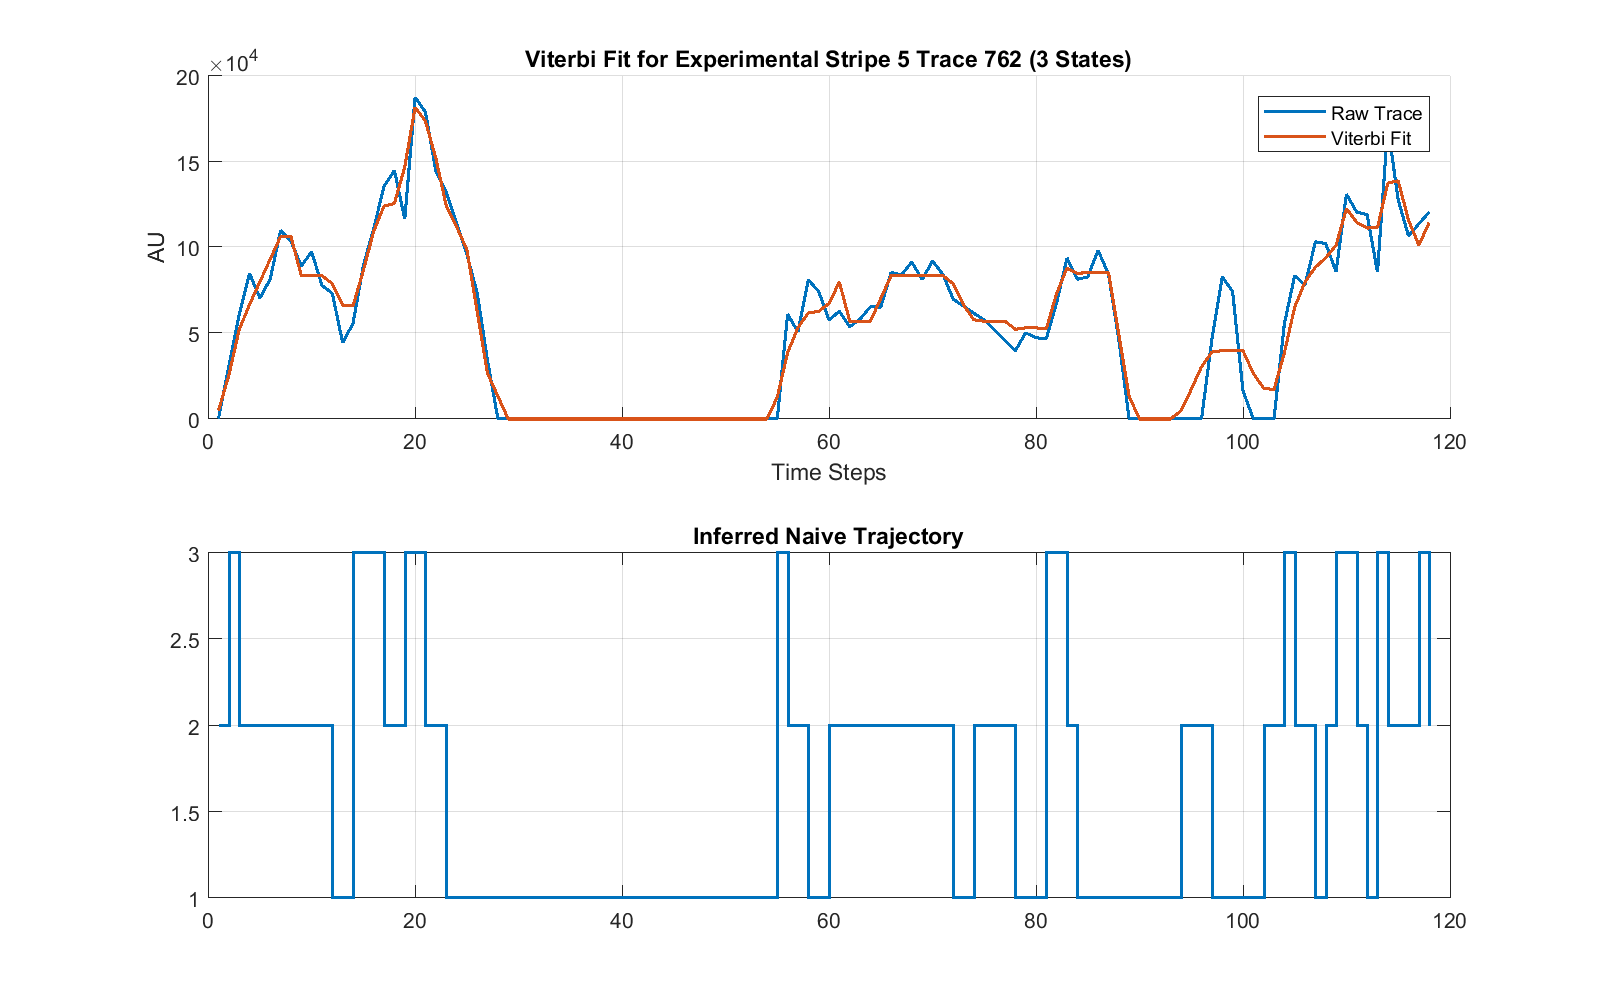 Viterbi Fit for Experimental Stripe 5 Trace 762 (3 States)
×10⁴
20
15
10
5
0
AU
Raw Trace
Viterbi Fit
0 20 40 60 80 100 120
Time Steps
Inferred Naive Trajectory
3
2.5
2
1.5
1
0 20 40 60 80 100 120